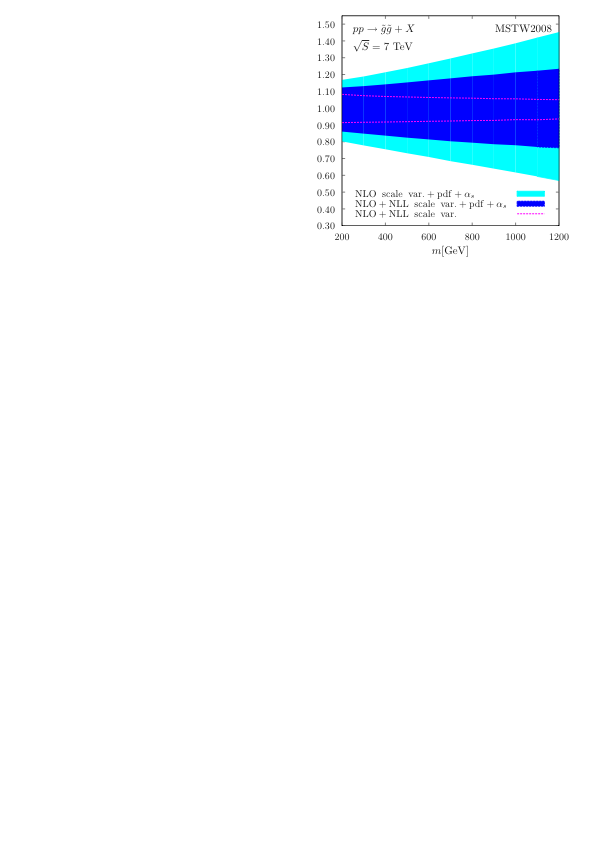 1.50
1.40
1.30
1.20
1.10
1.00
0.90
0.80
0.70
0.60
0.50
0.40
0.30
pp → g̃g̃ + X
MSTW2008
√S = 7 TeV
NLO scale var. + pdf + αₛ
NLO + NLL scale var. + pdf + αₛ
NLO + NLL scale var.
200 400 600 800 1000 1200
m[GeV]